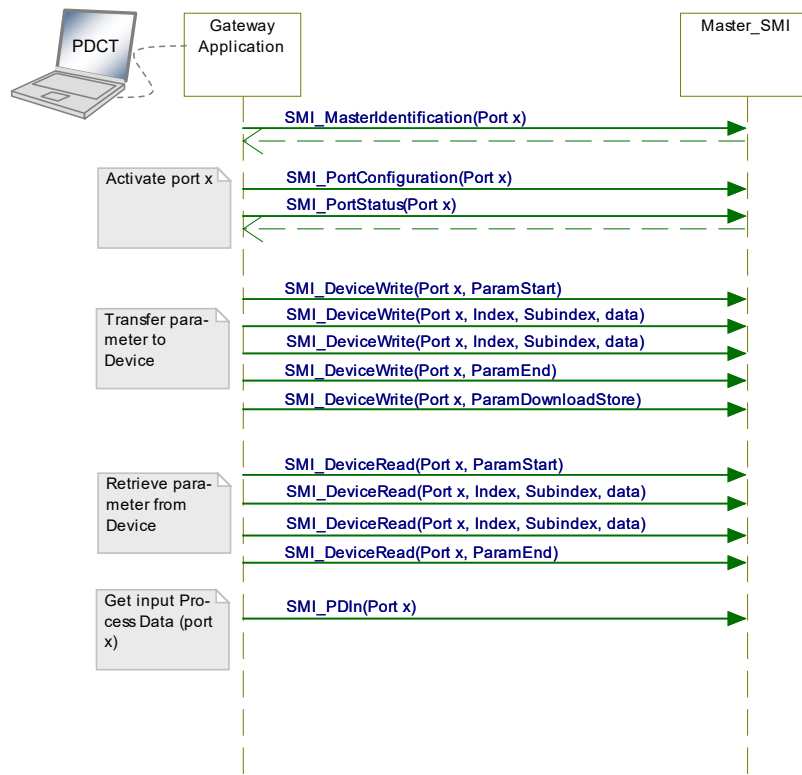 PDCT
Gateway
Application
Master_SMI
SMI_MasterIdentification(Port x)
Activate port x
SMI_PortConfiguration(Port x)
SMI_PortStatus(Port x)
SMI_DeviceWrite(Port x, ParamStart)
Transfer para-
meter to
Device
SMI_DeviceWrite(Port x, Index, Subindex, data)
SMI_DeviceWrite(Port x, Index, Subindex, data)
SMI_DeviceWrite(Port x, ParamEnd)
SMI_DeviceWrite(Port x, ParamDownloadStore)
SMI_DeviceRead(Port x, ParamStart)
Retrieve para-
meter from
Device
SMI_DeviceRead(Port x, Index, Subindex, data)
SMI_DeviceRead(Port x, Index, Subindex, data)
SMI_DeviceRead(Port x, ParamEnd)
Get input Pro-
cess Data (port
x)
SMI_PDIn(Port x)